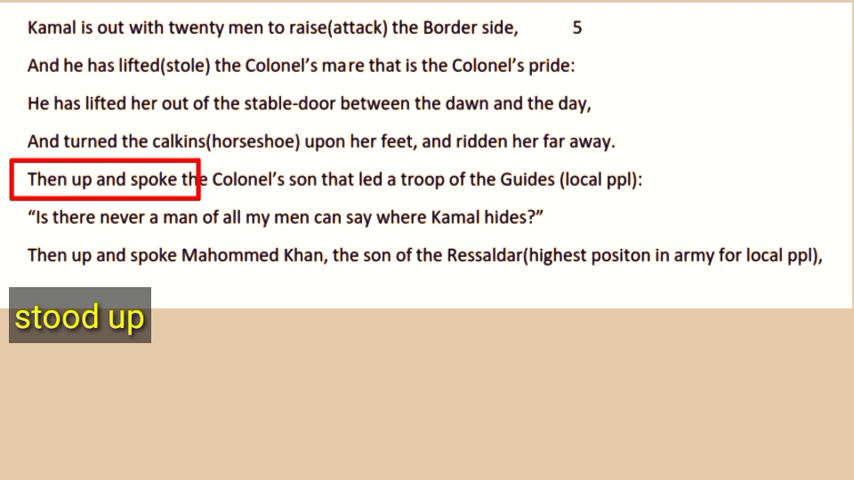 Kamal is out with twenty men to raise(attack) the Border side, 5
And he has lifted(stole) the Colonel's mare that is the Colonel's pride:
He has lifted her out of the stable-door between the dawn and the day,
And turned the calkins(horseshoe) upon her feet, and ridden her far away.
Then up and spoke the Colonel's son that led a troop of the Guides (local ppl):
“Is there never a man of all my men can say where Kamal hides?”
Then up and spoke Mahommed Khan, the son of the Ressaldar(highest positon in army for local ppl),
stood up